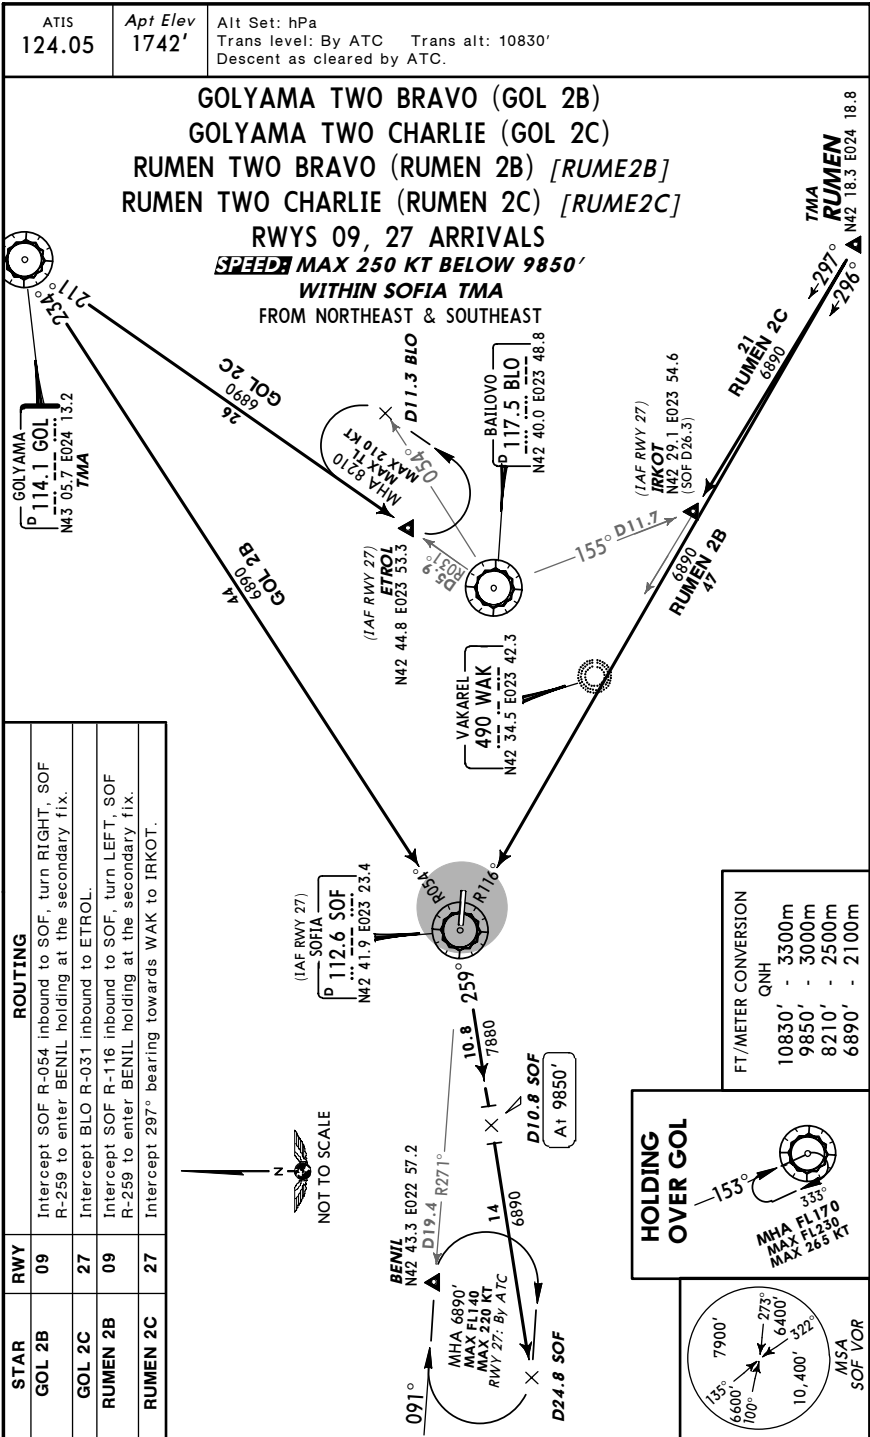 ATIS
124.05
Apt Elev
1742'
Alt Set: hPa
Trans level: By ATC Trans alt: 10830'
Descent as cleared by ATC.
GOLYAMA TWO BRAVO (GOL 2B)
GOLYAMA TWO CHARLIE (GOL 2C)
RUMEN TWO BRAVO (RUMEN 2B) [RUME2B]
RUMEN TWO CHARLIE (RUMEN 2C) [RUME2C]
RWYS 09, 27 ARRIVALS
SPEED: MAX 250 KT BELOW 9850'
WITHIN SOFIA TMA
FROM NORTHEAST & SOUTHEAST
TMA
RUMEN
N42 18.3 E024 18.8
297°
296°
21
RUMEN 2C
6890
211°
234°
GOLYAMA
D 114.1 GOL
N43 05.7 E024 13.2
TMA
GOL 2C
6890
26
D11.3 BLO
MHA 8210
MAX TL
MAX 210 KT
054°
BAILOVO
D 117.5 BLO
N42 40.0 E023 48.8
(IAF RWY 27)
IRKOT
N42 29.1 E023 54.6
(SOF D26.3)
GOL 2B
6890
44
(IAF RWY 27)
ETROL
N42 44.8 E023 53.3
D5.9
R031°
155° D11.7
6890
RUMEN 2B
47
VAKAREL
490 WAK
N42 34.5 E023 42.3
(IAF RWY 27)
SOFIA
D 112.6 SOF
N42 41.9 E023 23.4
R054°
R116°
259°
10.8
7880
D10.8 SOF
At 9850'
BENIL
N42 43.3 E022 57.2
D19.4 R271°
14
6890
MHA 6890'
MAX FL140
MAX 220 KT
RWY 27: By ATC
091°
D24.8 SOF
N
NOT TO SCALE
STAR RWY ROUTING
GOL 2B 09 Intercept SOF R-054 inbound to SOF, turn RIGHT, SOF
R-259 to enter BENIL holding at the secondary fix.
GOL 2C 27 Intercept BLO R-031 inbound to ETROL.
RUMEN 2B 09 Intercept SOF R-116 inbound to SOF, turn LEFT, SOF
R-259 to enter BENIL holding at the secondary fix.
RUMEN 2C 27 Intercept 297° bearing towards WAK to IRKOT.
FT/METER CONVERSION
QNH
10830' - 3300m
9850' - 3000m
8210' - 2500m
6890' - 2100m
HOLDING
OVER GOL
153°
333°
MHA FL170
MAX FL230
MAX 265 KT
7900'
273°
6400'
322°
10,400'
100°
6600'
135°
MSA
SOF VOR